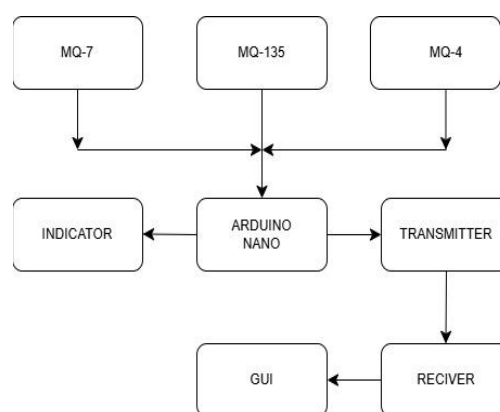 MQ-7
MQ-135
MQ-4
INDICATOR
ARDUINO
NANO
TRANSMITTER
GUI
RECIVER